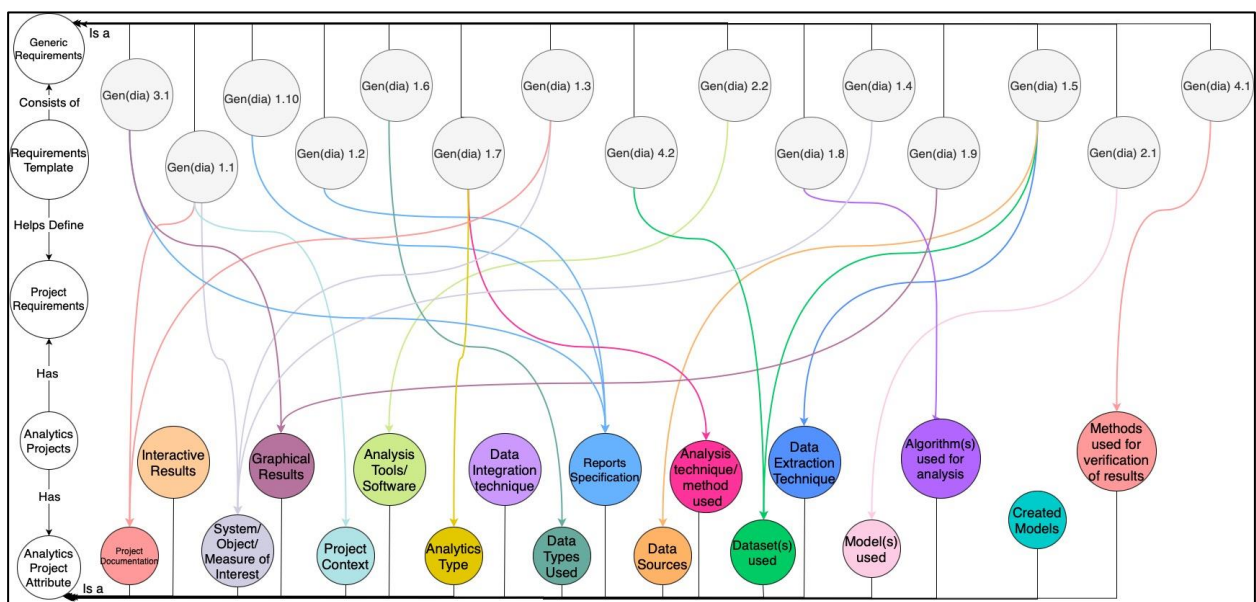 Generic
Requirements
Is a
Consists of
Requirements
Template
Helps Define
Project
Requirements
Has
Analytics
Projects
Has
Analytics
Project
Attribute
Is a
Gen(dia) 3.1
Gen(dia) 1.10
Gen(dia) 1.6
Gen(dia) 1.3
Gen(dia) 2.2
Gen(dia) 1.4
Gen(dia) 1.5
Gen(dia) 4.1
Gen(dia) 1.1
Gen(dia) 1.2
Gen(dia) 1.7
Gen(dia) 4.2
Gen(dia) 1.8
Gen(dia) 1.9
Gen(dia) 2.1
Interactive
Results
Graphical
Results
Analysis
Tools/
Software
Data
Integration
technique
Reports
Specification
Analysis
technique/
method used
Data
Extraction
Technique
Algorithm(s)
used for
analysis
Methods
used for
verification
of results
Project
Documentation
System/
Object/
Measure of
Interest
Project
Context
Analytics
Type
Data
Types
Used
Data
Sources
Dataset(s)
used
Model(s)
used
Created
Models